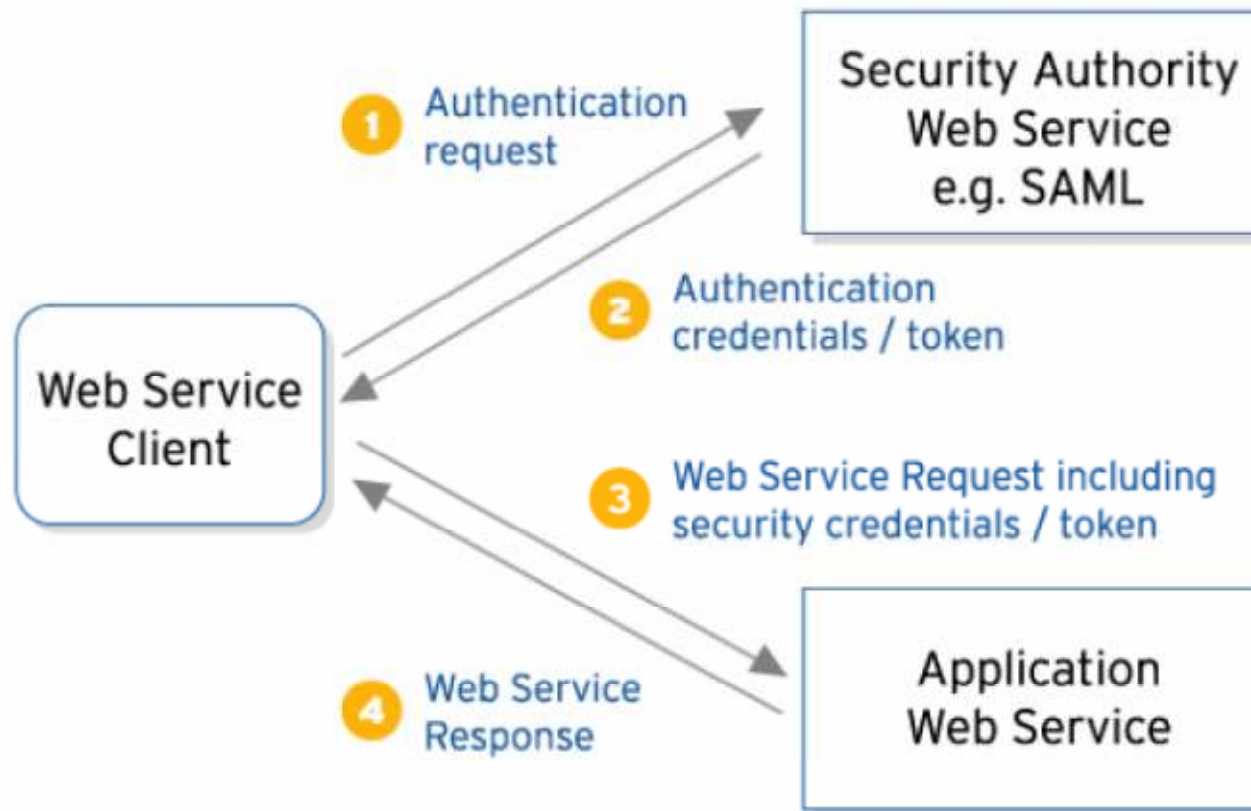 1 Authentication
request
Security Authority
Web Service
e.g. SAML
2 Authentication
credentials / token
Web Service
Client
3 Web Service Request including
security credentials / token
4 Web Service
Response
Application
Web Service